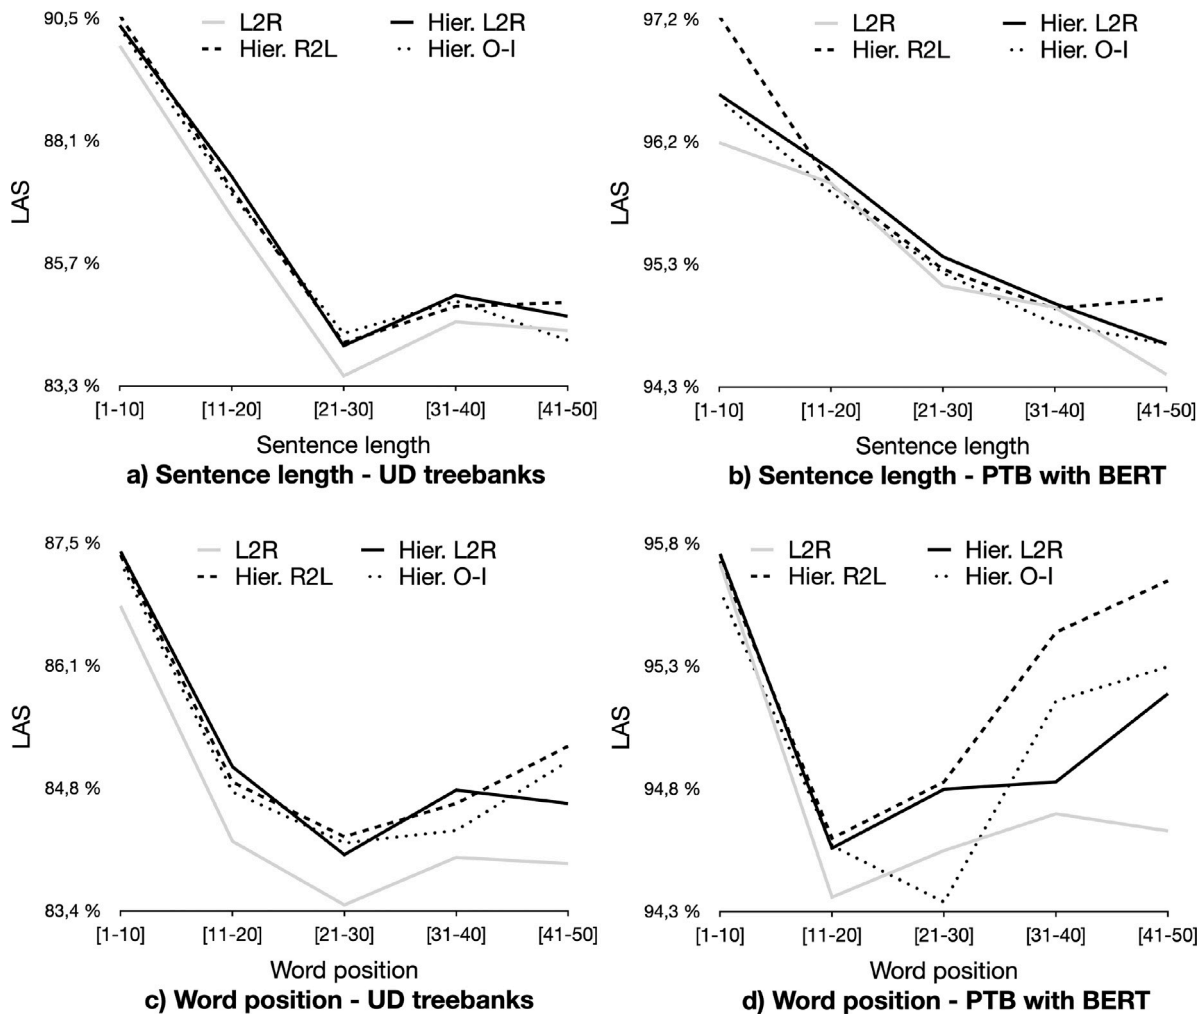 90,5 %
L2R
Hier. L2R
Hier. R2L
Hier. O-I
88,1 %
LAS
85,7 %
83,3 %
[1-10] [11-20] [21-30] [31-40] [41-50]
Sentence length
a) Sentence length - UD treebanks
97,2 %
L2R
Hier. L2R
Hier. R2L
Hier. O-I
96,2 %
LAS
95,3 %
94,3 %
[1-10] [11-20] [21-30] [31-40] [41-50]
Sentence length
b) Sentence length - PTB with BERT
87,5 %
L2R
Hier. L2R
Hier. R2L
Hier. O-I
86,1 %
LAS
84,8 %
83,4 %
[1-10] [11-20] [21-30] [31-40] [41-50]
Word position
c) Word position - UD treebanks
95,8 %
L2R
Hier. L2R
Hier. R2L
Hier. O-I
95,3 %
LAS
94,8 %
94,3 %
[1-10] [11-20] [21-30] [31-40] [41-50]
Word position
d) Word position - PTB with BERT